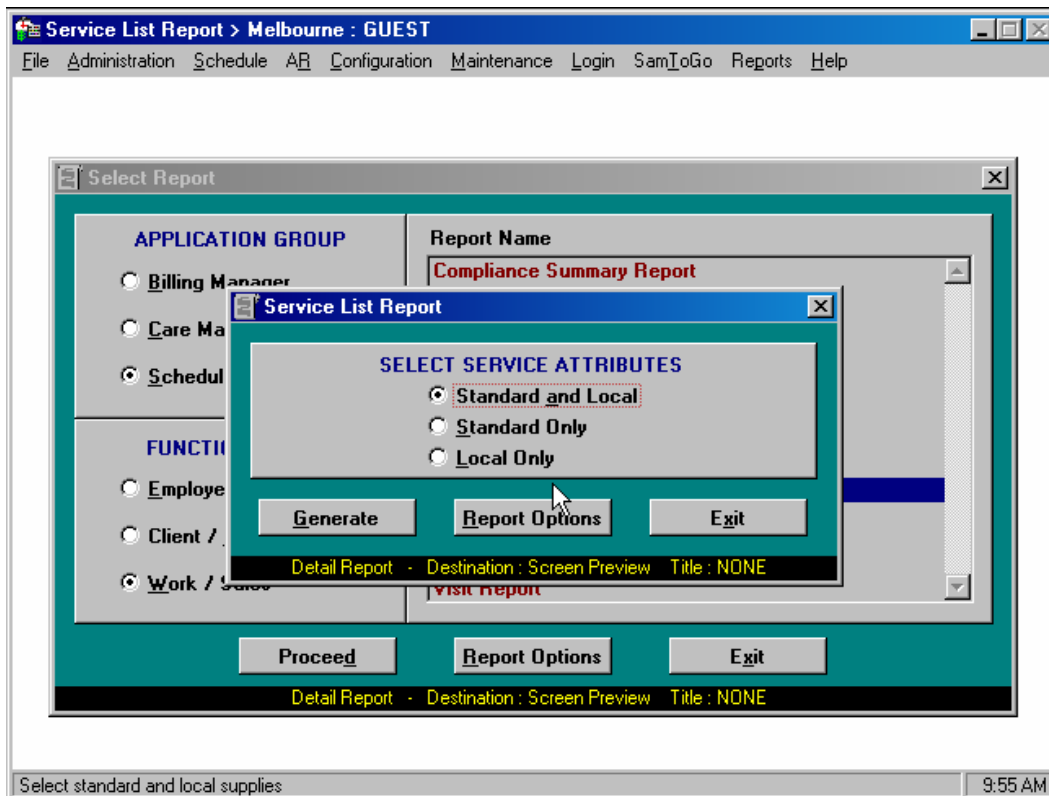 Service List Report > Melbourne : GUEST
File Administration Schedule AR Configuration Maintenance Login SamToGo Reports Help
Select Report
APPLICATION GROUP
Billing Manager
Care Ma
Schedul
FUNCTI
Employe
Client /
Work /
Report Name
Compliance Summary Report
Visit Report
Service List Report
SELECT SERVICE ATTRIBUTES
Standard and Local
Standard Only
Local Only
Generate Report Options Exit
Detail Report - Destination : Screen Preview Title : NONE
Proceed Report Options Exit
Detail Report - Destination : Screen Preview Title : NONE
Select standard and local supplies 9:55 AM